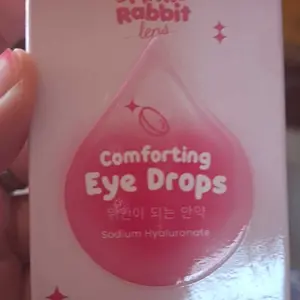 Rabbit
lens
Comforting
Eye Drops
위안이 되는 안약
Sodium Hyaluronate